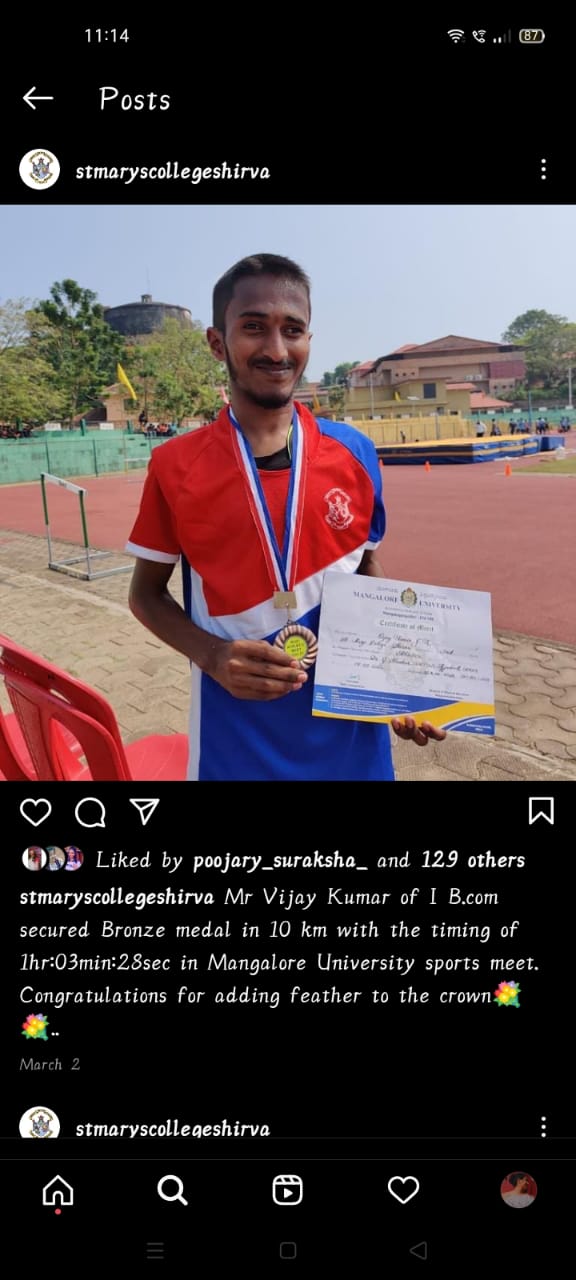 11:14
87
Posts
stmaryscollegeshirva
MANGALORE UNIVERSITY
Certificate of Merit
Liked by poojary_suraksha_ and 129 others
stmaryscollegeshirva Mr Vijay Kumar of I B.com
secured Bronze medal in 10 km with the timing of
1hr:03min:28sec in Mangalore University sports meet.
Congratulations for adding feather to the crown💐
💐..
March 2
stmaryscollegeshirva